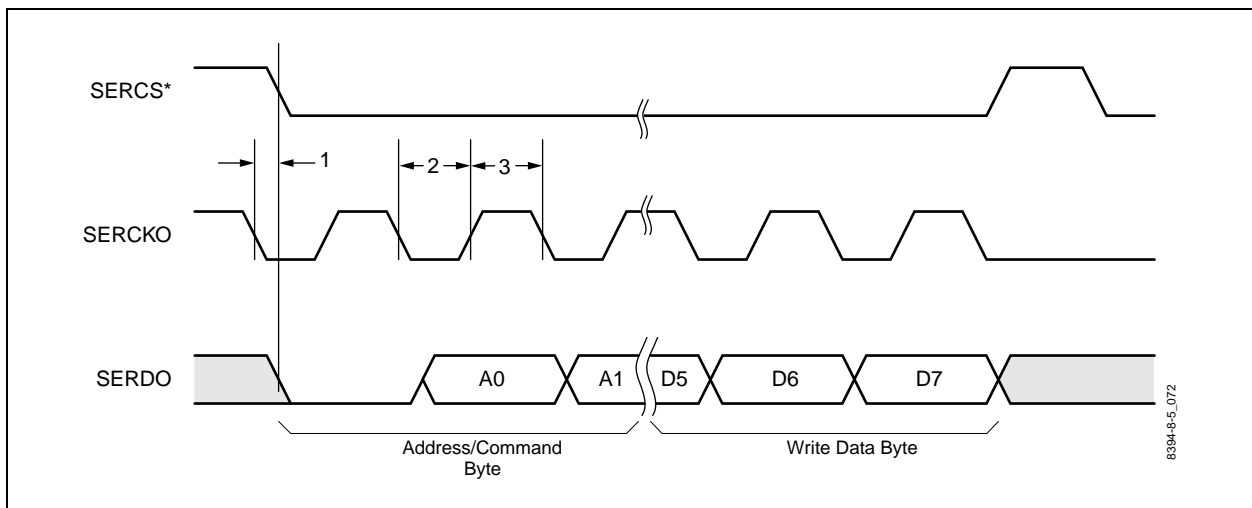 SERCS*
1
2
3
SERCKO
SERDO
A0
A1
D5
D6
D7
Address/Command
Byte
Write Data Byte
8394-8-5_072